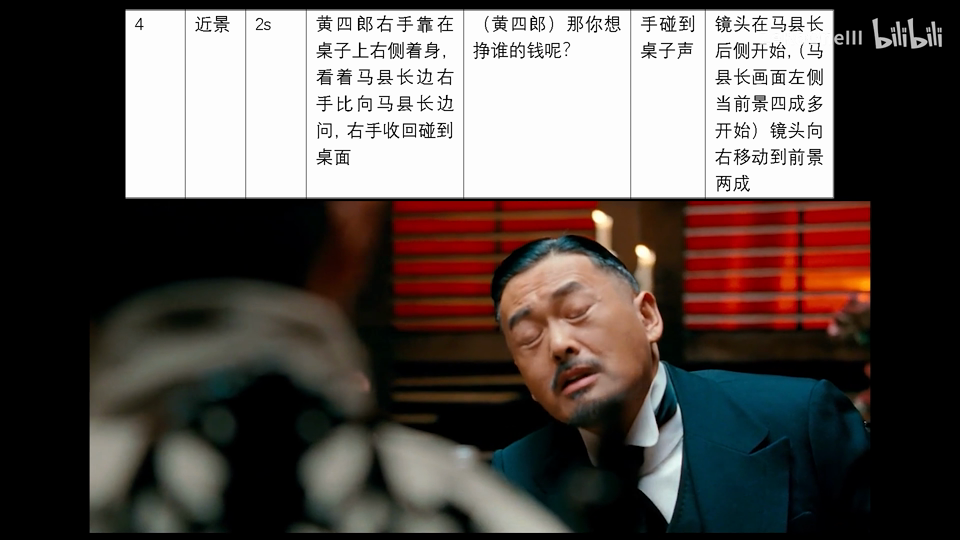 4
近景
2s
黄四郎右手靠在
桌子上右侧着身，
看着马县长边右
手比向马县长边
问，右手收回碰到
桌面
（黄四郎）那你想
挣谁的钱呢？
手碰到
桌子声
镜头在马县长
后侧开始，（马
县长画面左侧
当前景四成多
开始）镜头向
右移动到前景
两成
bilibili